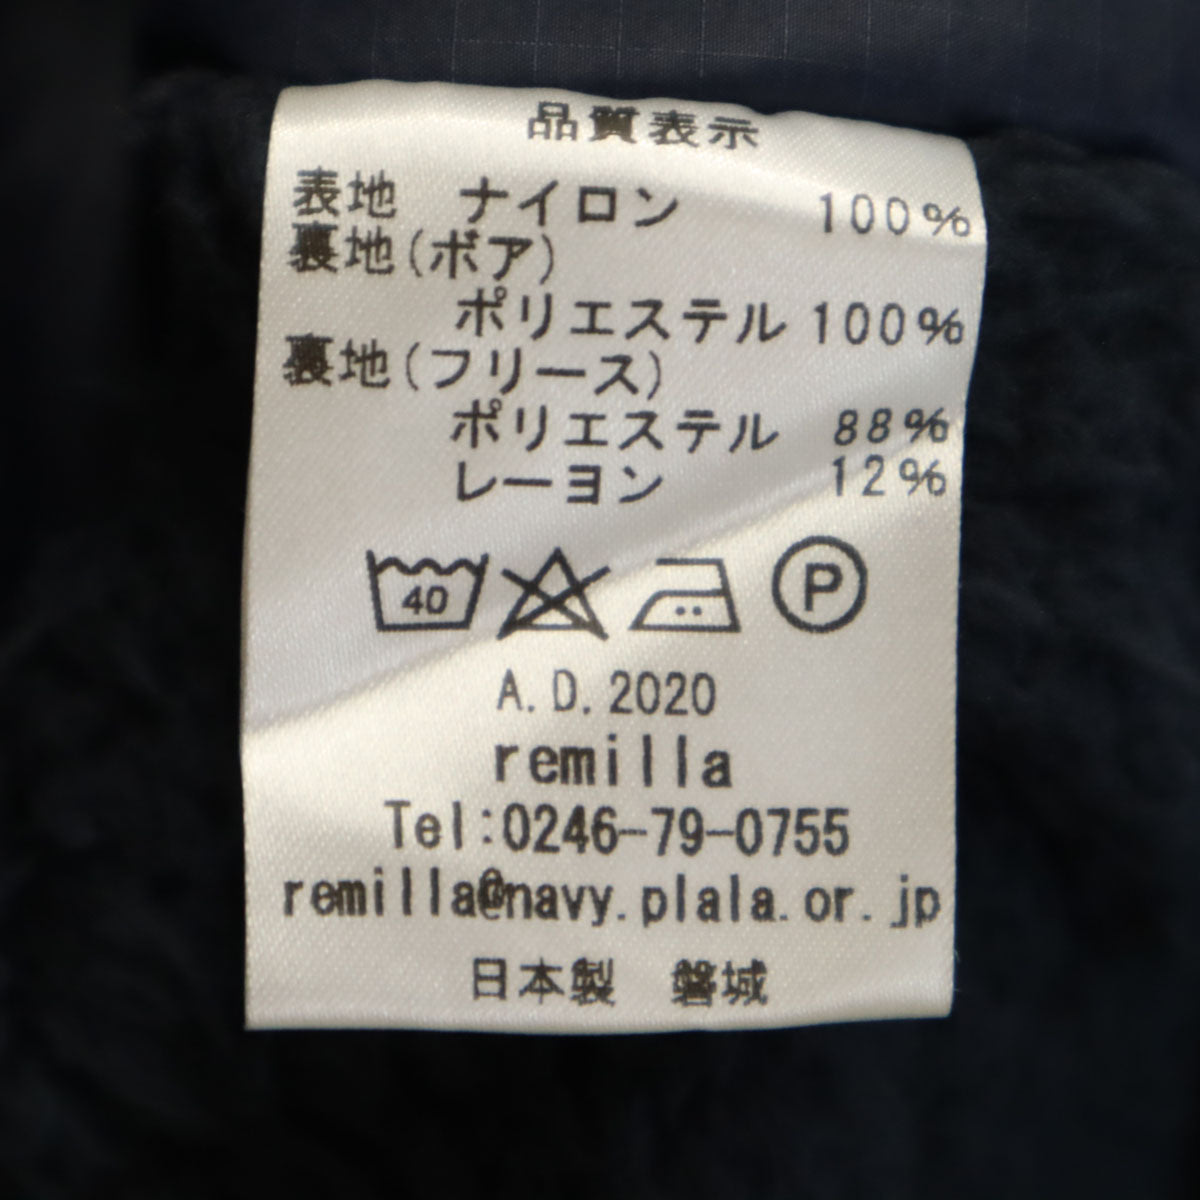 品質表示
表地 ナイロン 100%
裏地(ボア)
ポリエステル 100%
裏地(フリース)
ポリエステル 88%
レーヨン 12%
40 P
A.D.2020
remilla
Tel:0246-79-0755
remilla@navy.plala.or.jp
日本製 磐城